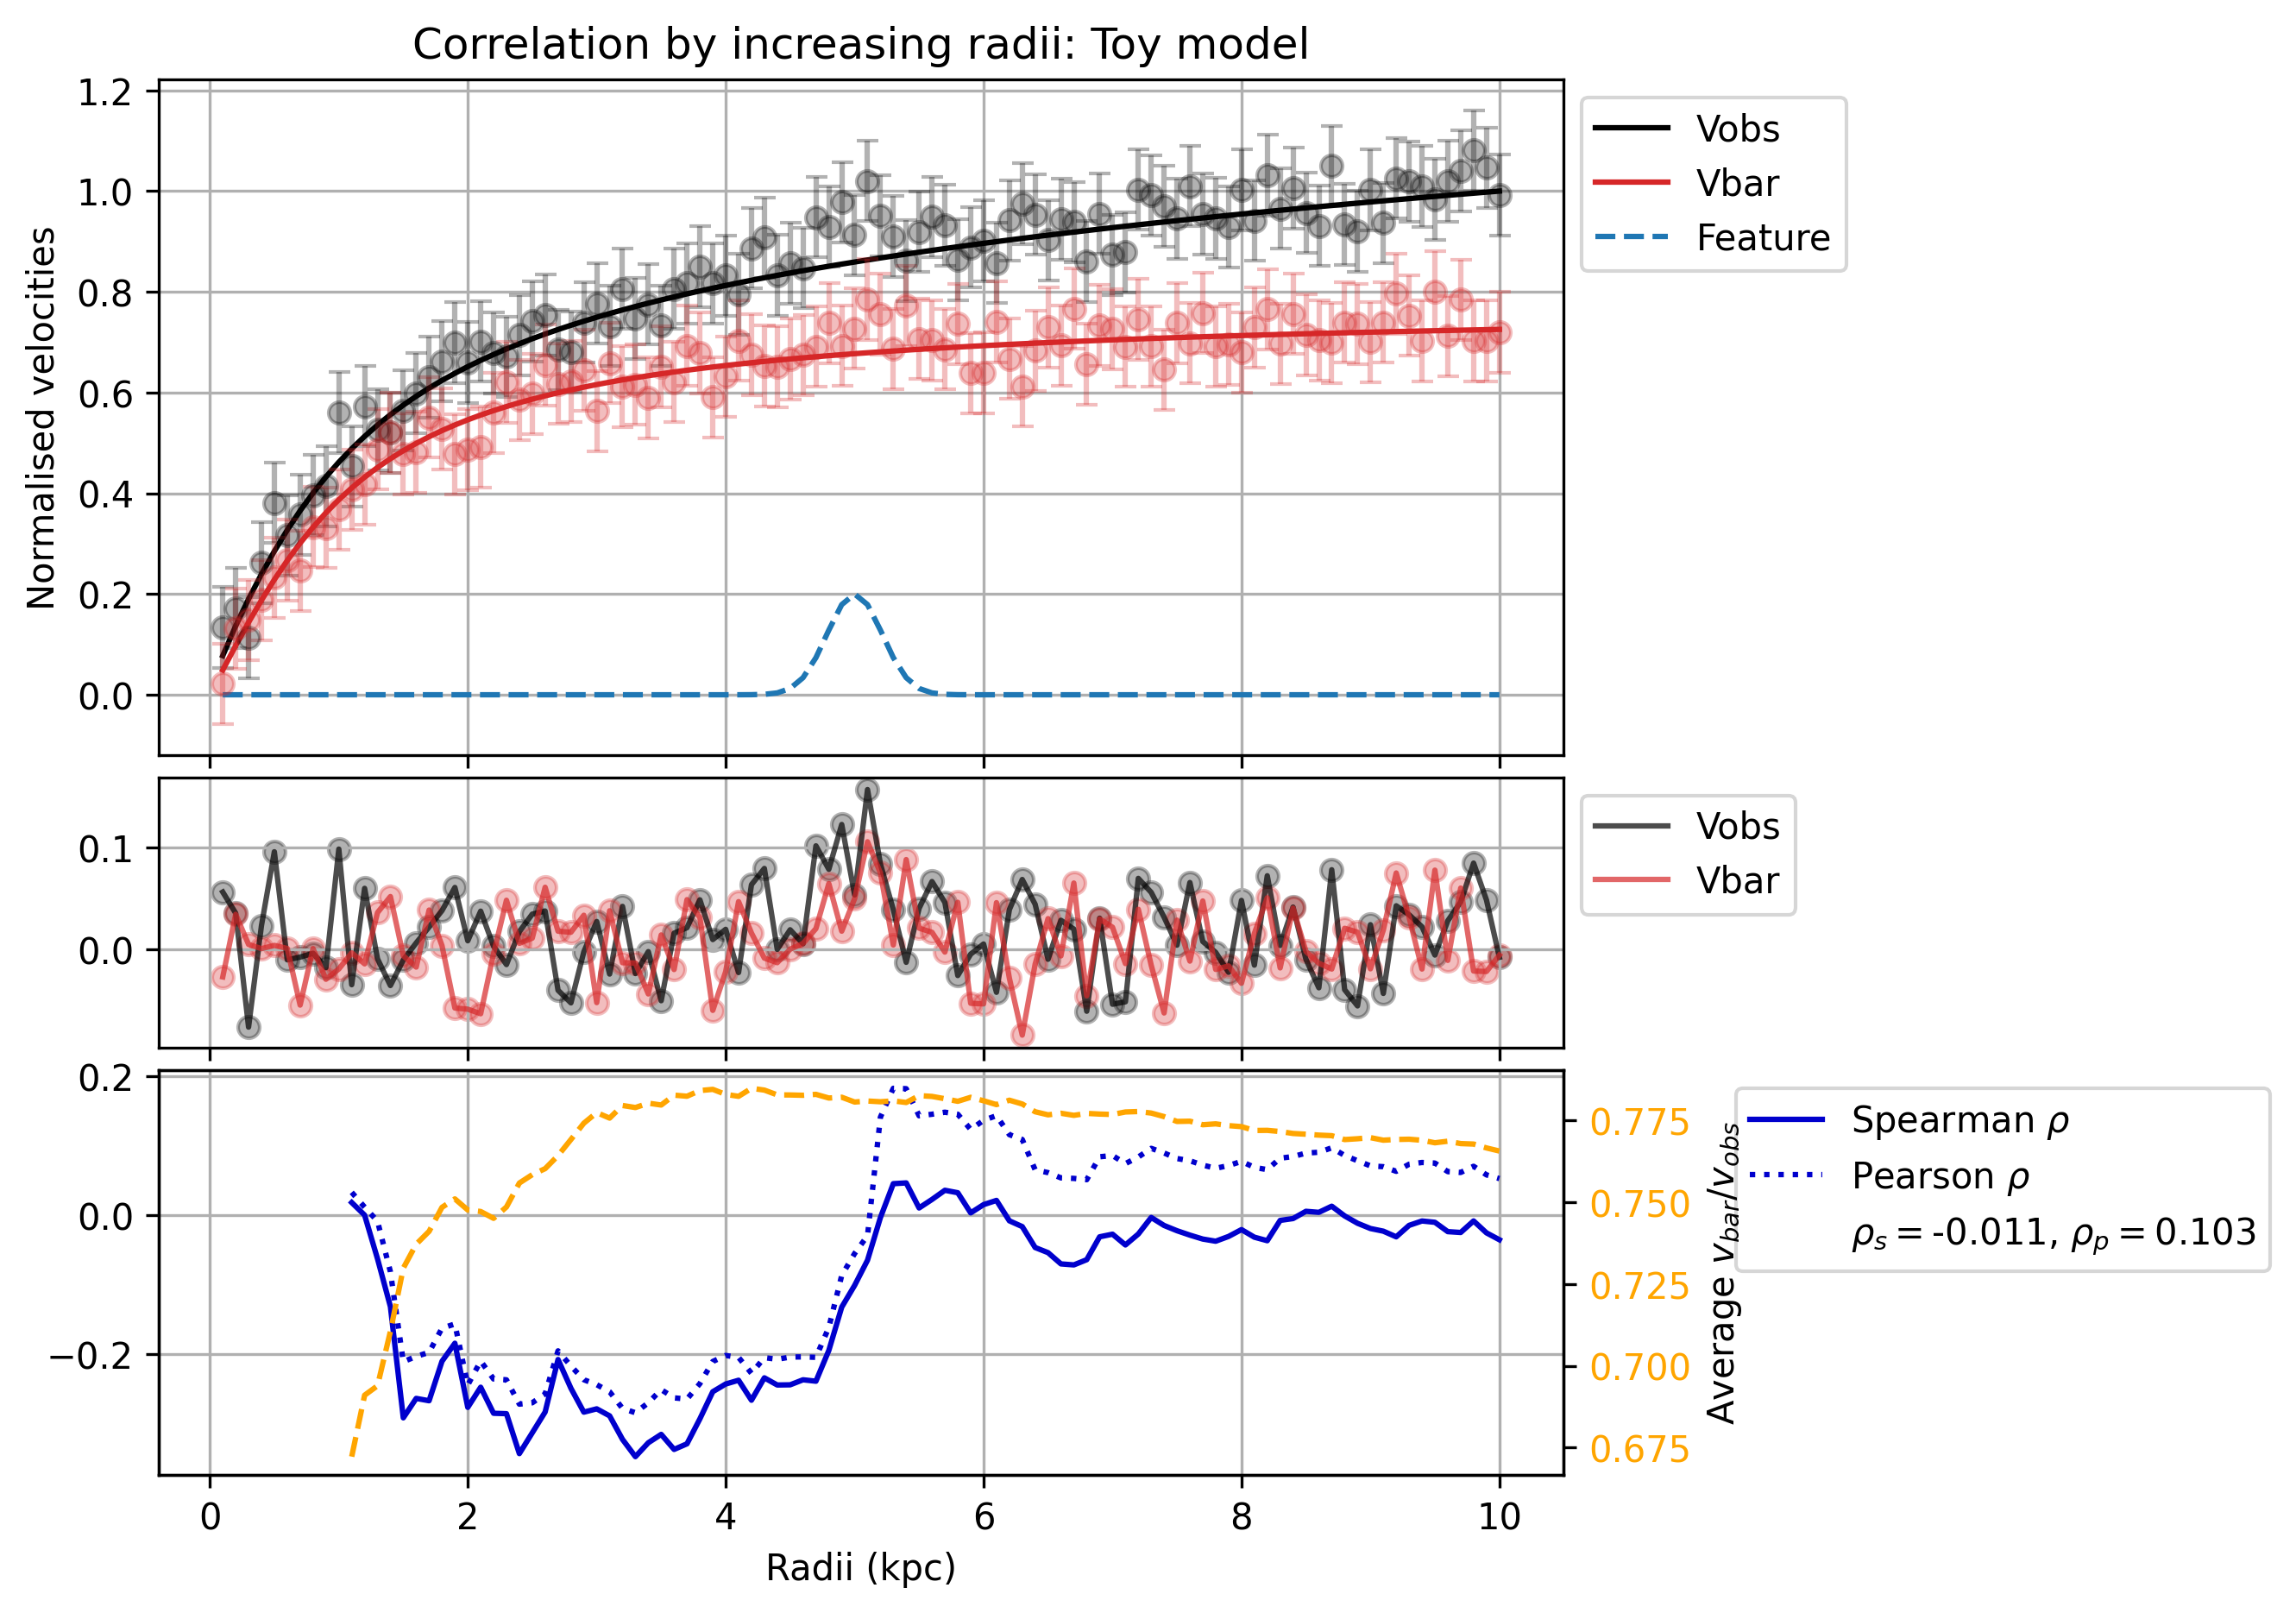 Correlation by increasing radii: Toy model
Normalised velocities
1.2
1.0
0.8
0.6
0.4
0.2
0.0
Vobs
Vbar
Feature
0.1
0.0
Vobs
Vbar
0.2
0.0
−0.2
0.775
0.750
0.725
0.700
0.675
Average v_bar/v_obs
Spearman ρ
Pearson ρ
ρ_s = -0.011, ρ_p = 0.103
0 2 4 6 8 10
Radii (kpc)